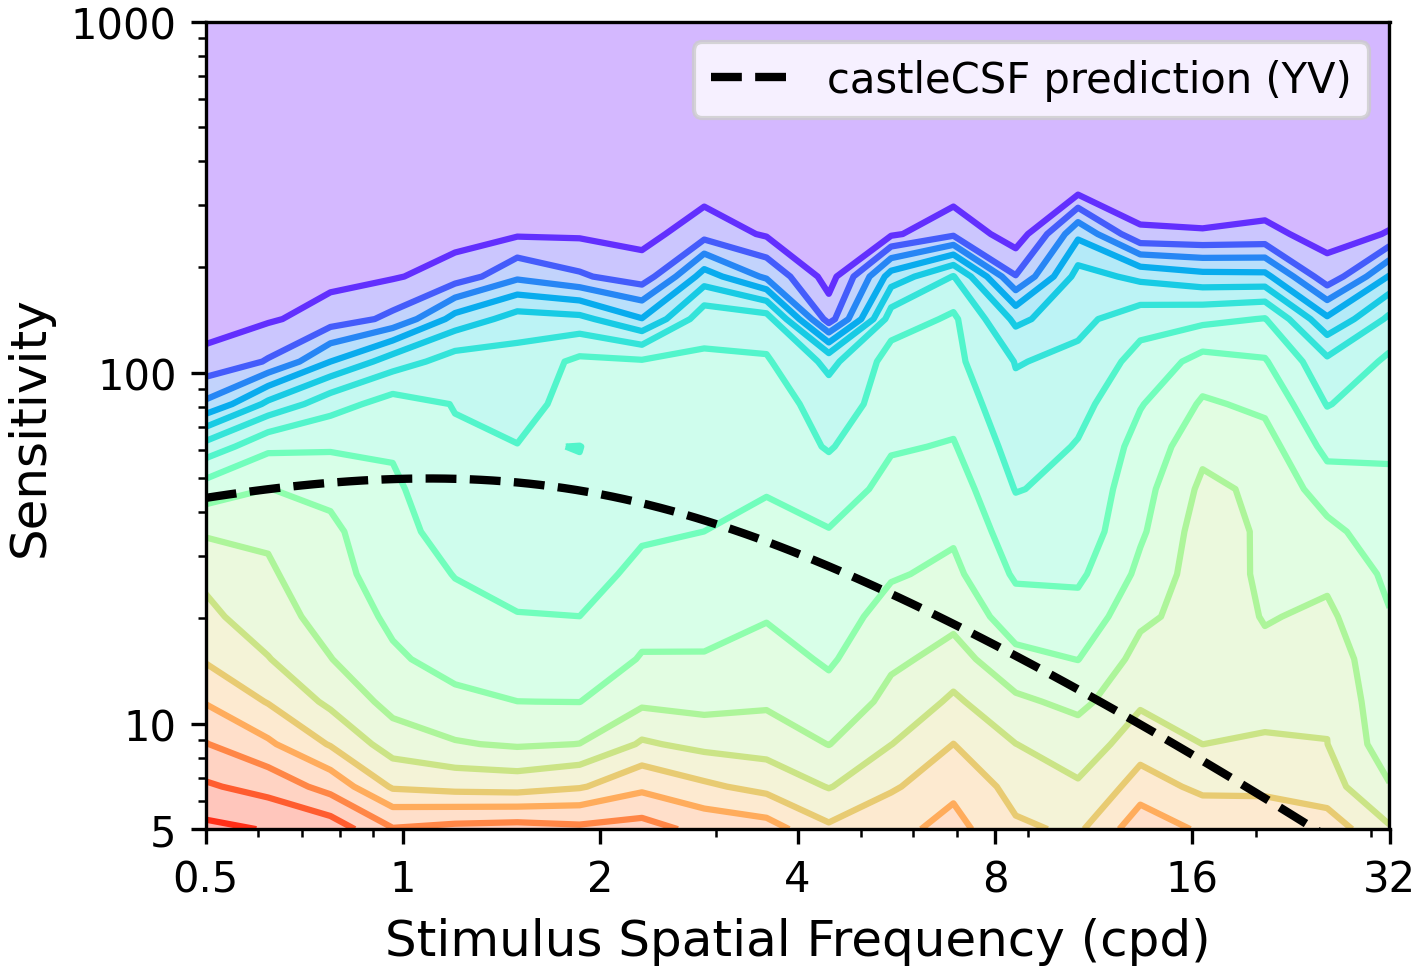 1000
castleCSF prediction (YV)
100
Sensitivity
10
5
0.5 1 2 4 8 16 32
Stimulus Spatial Frequency (cpd)